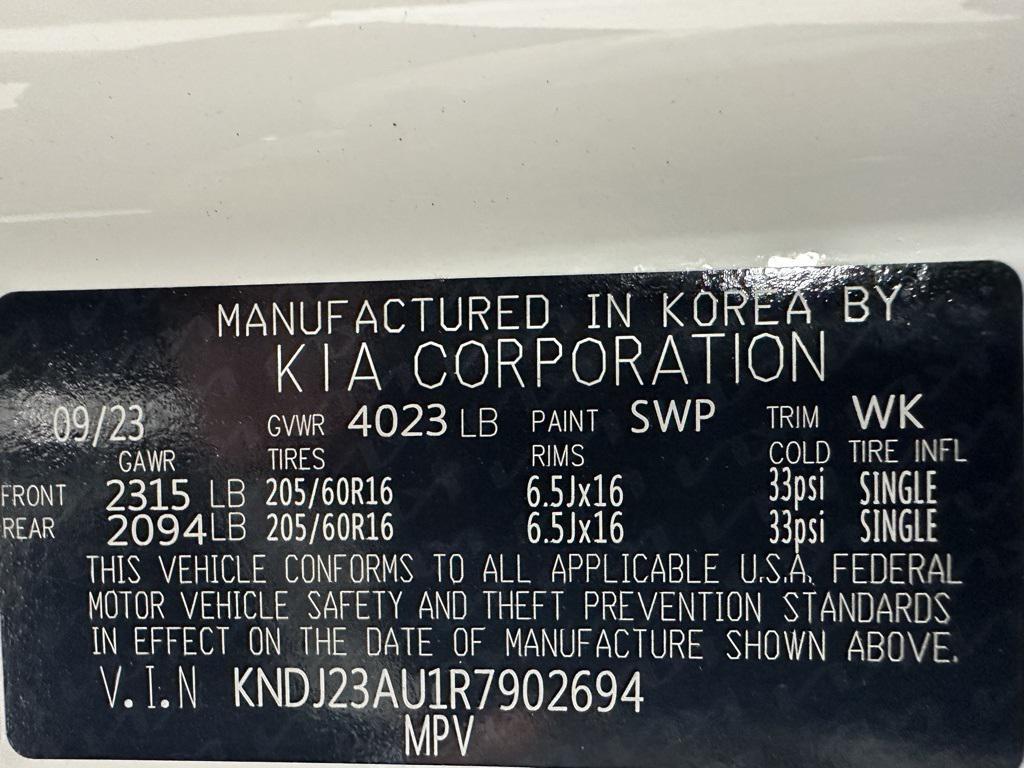 MANUFACTURED IN KOREA BY
KIA CORPORATION
09/23 GVWR 4023 LB PAINT SWP TRIM WK
GAWR TIRES RIMS COLD TIRE INFL
FRONT 2315 LB 205/60R16 6.5Jx16 33psi SINGLE
REAR 2094 LB 205/60R16 6.5Jx16 33psi SINGLE
THIS VEHICLE CONFORMS TO ALL APPLICABLE U.S.A. FEDERAL
MOTOR VEHICLE SAFETY AND THEFT PREVENTION STANDARDS
IN EFFECT ON THE DATE OF MANUFACTURE SHOWN ABOVE.
V.I.N KNDJ23AU1R7902694
MPV